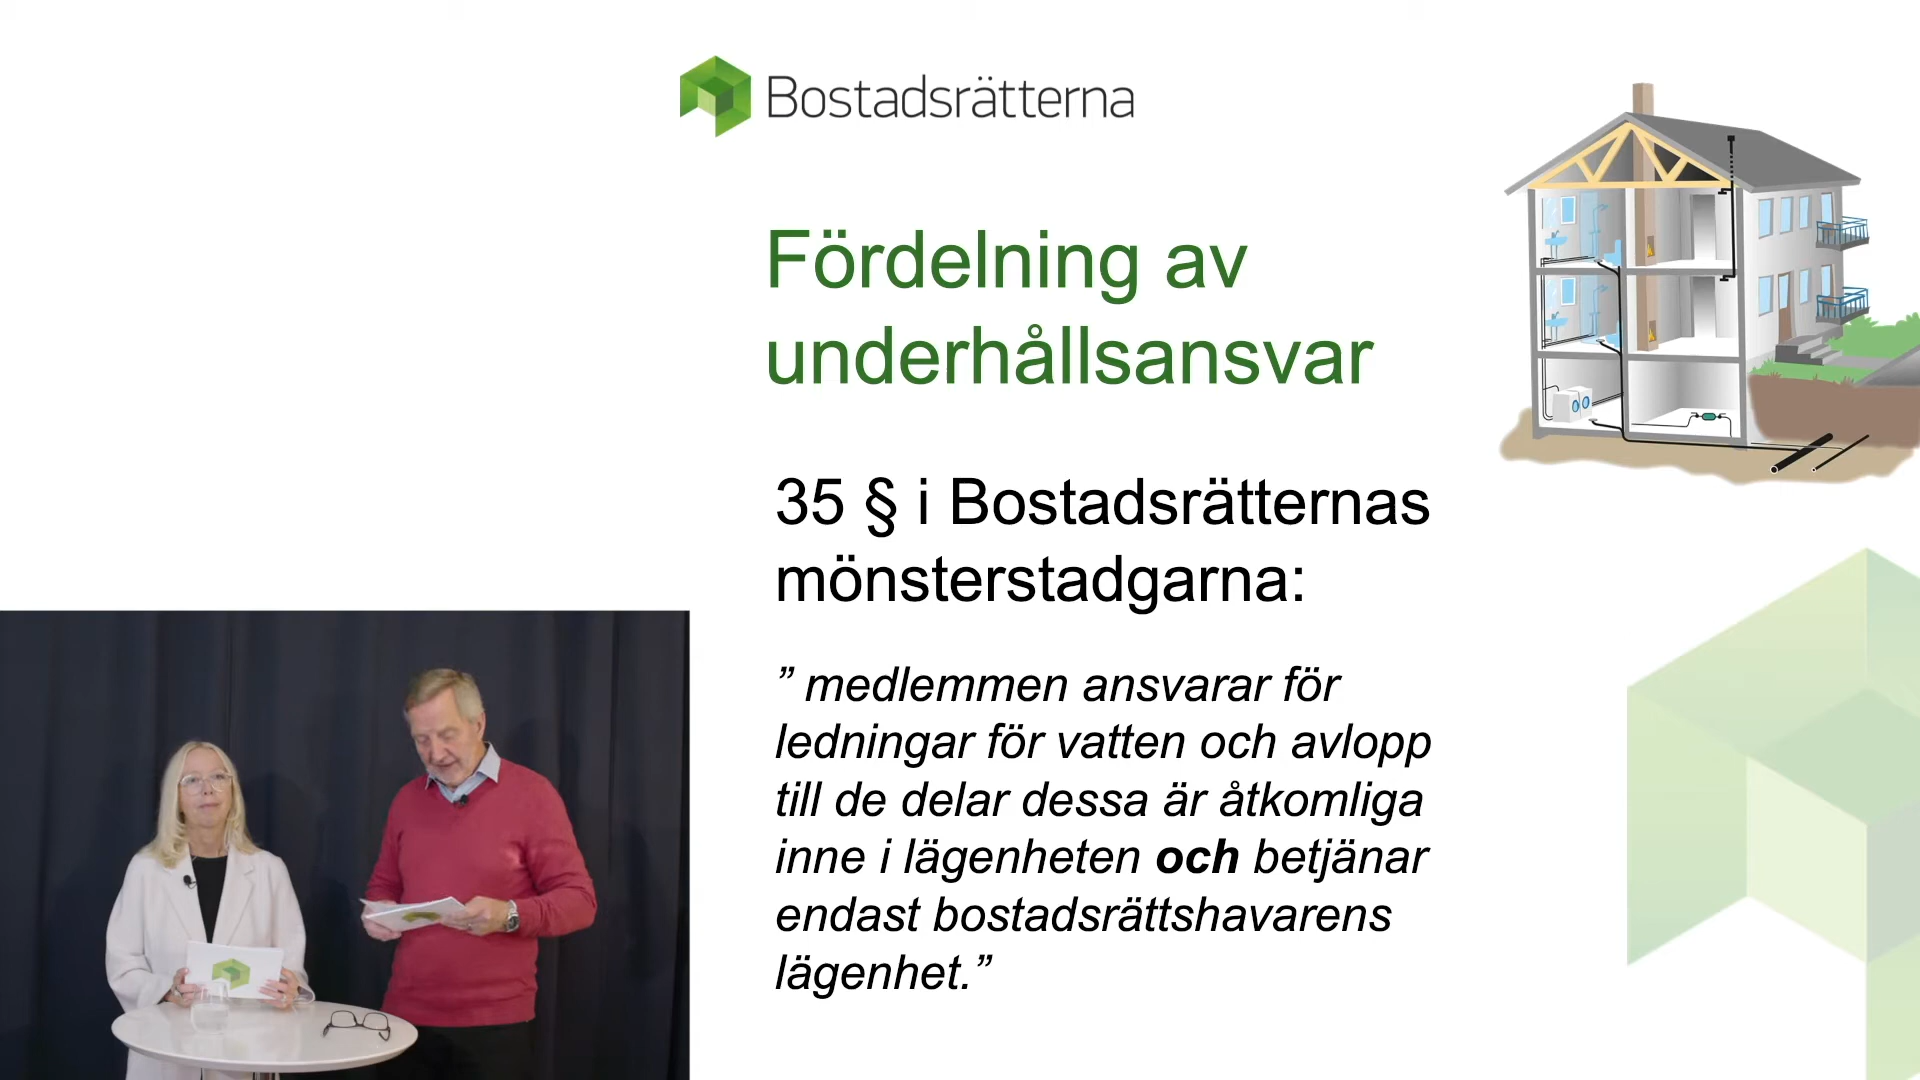 Bostadsrätterna
Fördelning av
underhållsansvar
35 § i Bostadsrätternas
mönsterstadgarna:
” medlemmen ansvarar för
ledningar för vatten och avlopp
till de delar dessa är åtkomliga
inne i lägenheten och betjänar
endast bostadsrättshavarens
lägenhet.”